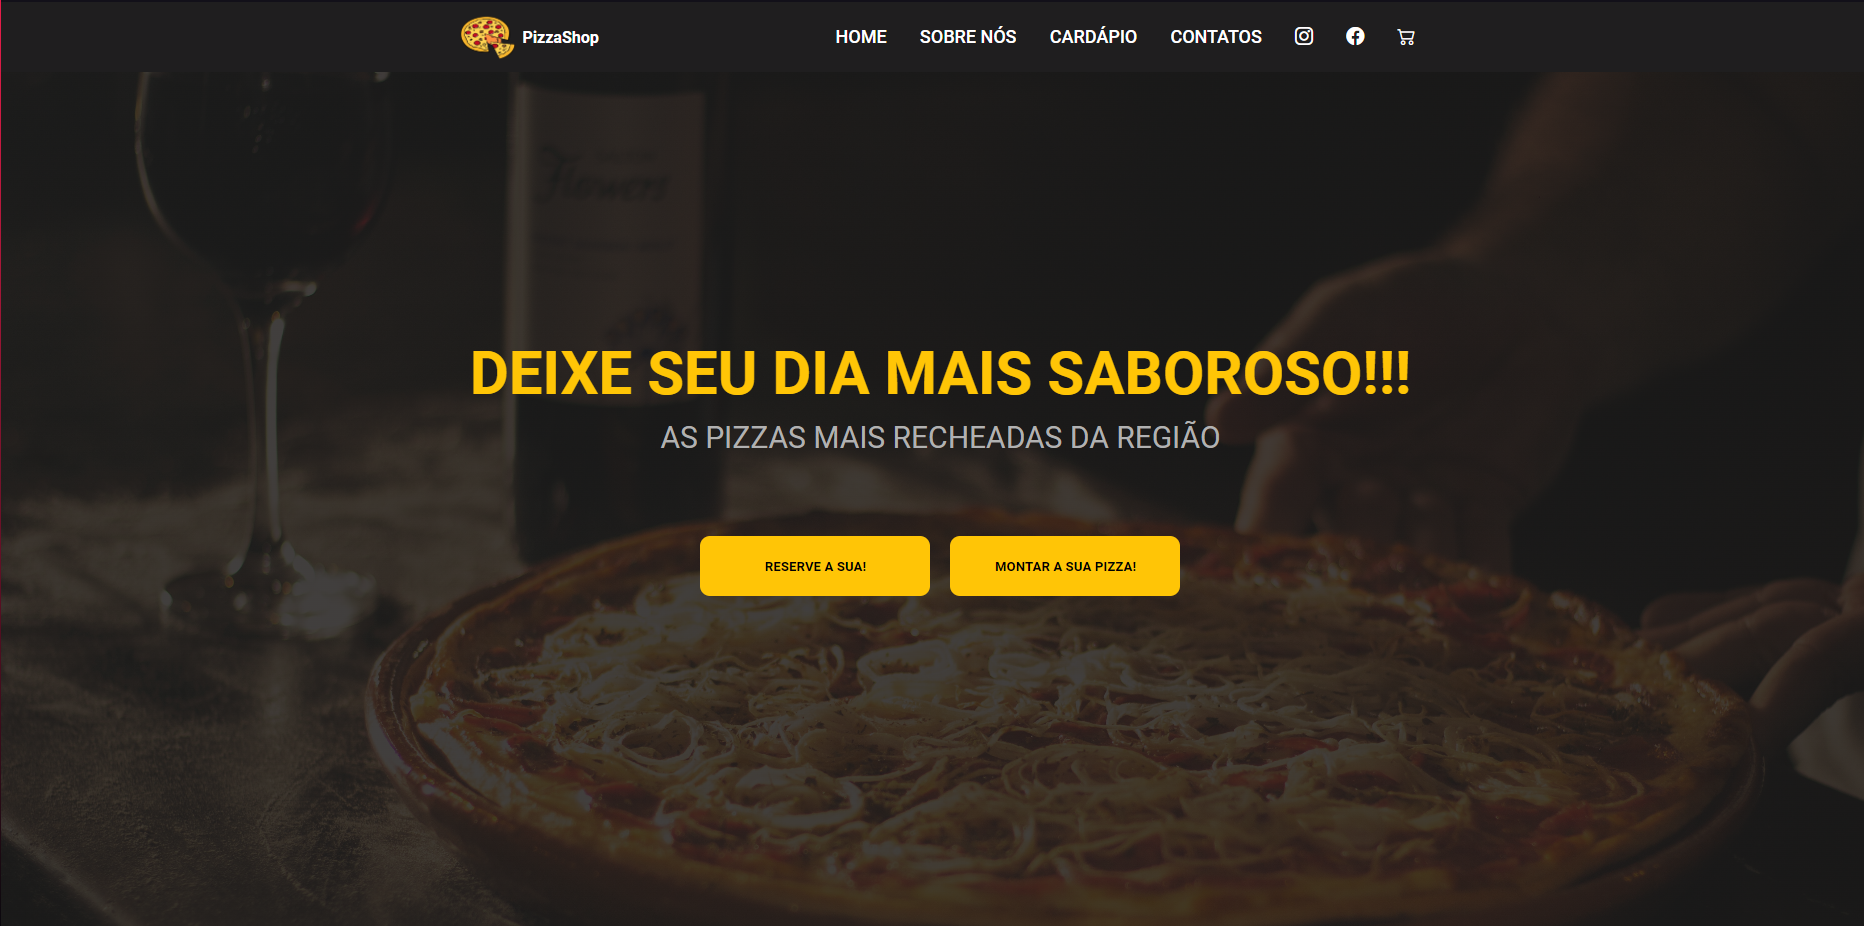 PizzaShop
HOME SOBRE NÓS CARDÁPIO CONTATOS
Flowers
DEIXE SEU DIA MAIS SABOROSO!!!
AS PIZZAS MAIS RECHEADAS DA REGIÃO
RESERVE A SUA! MONTAR A SUA PIZZA!